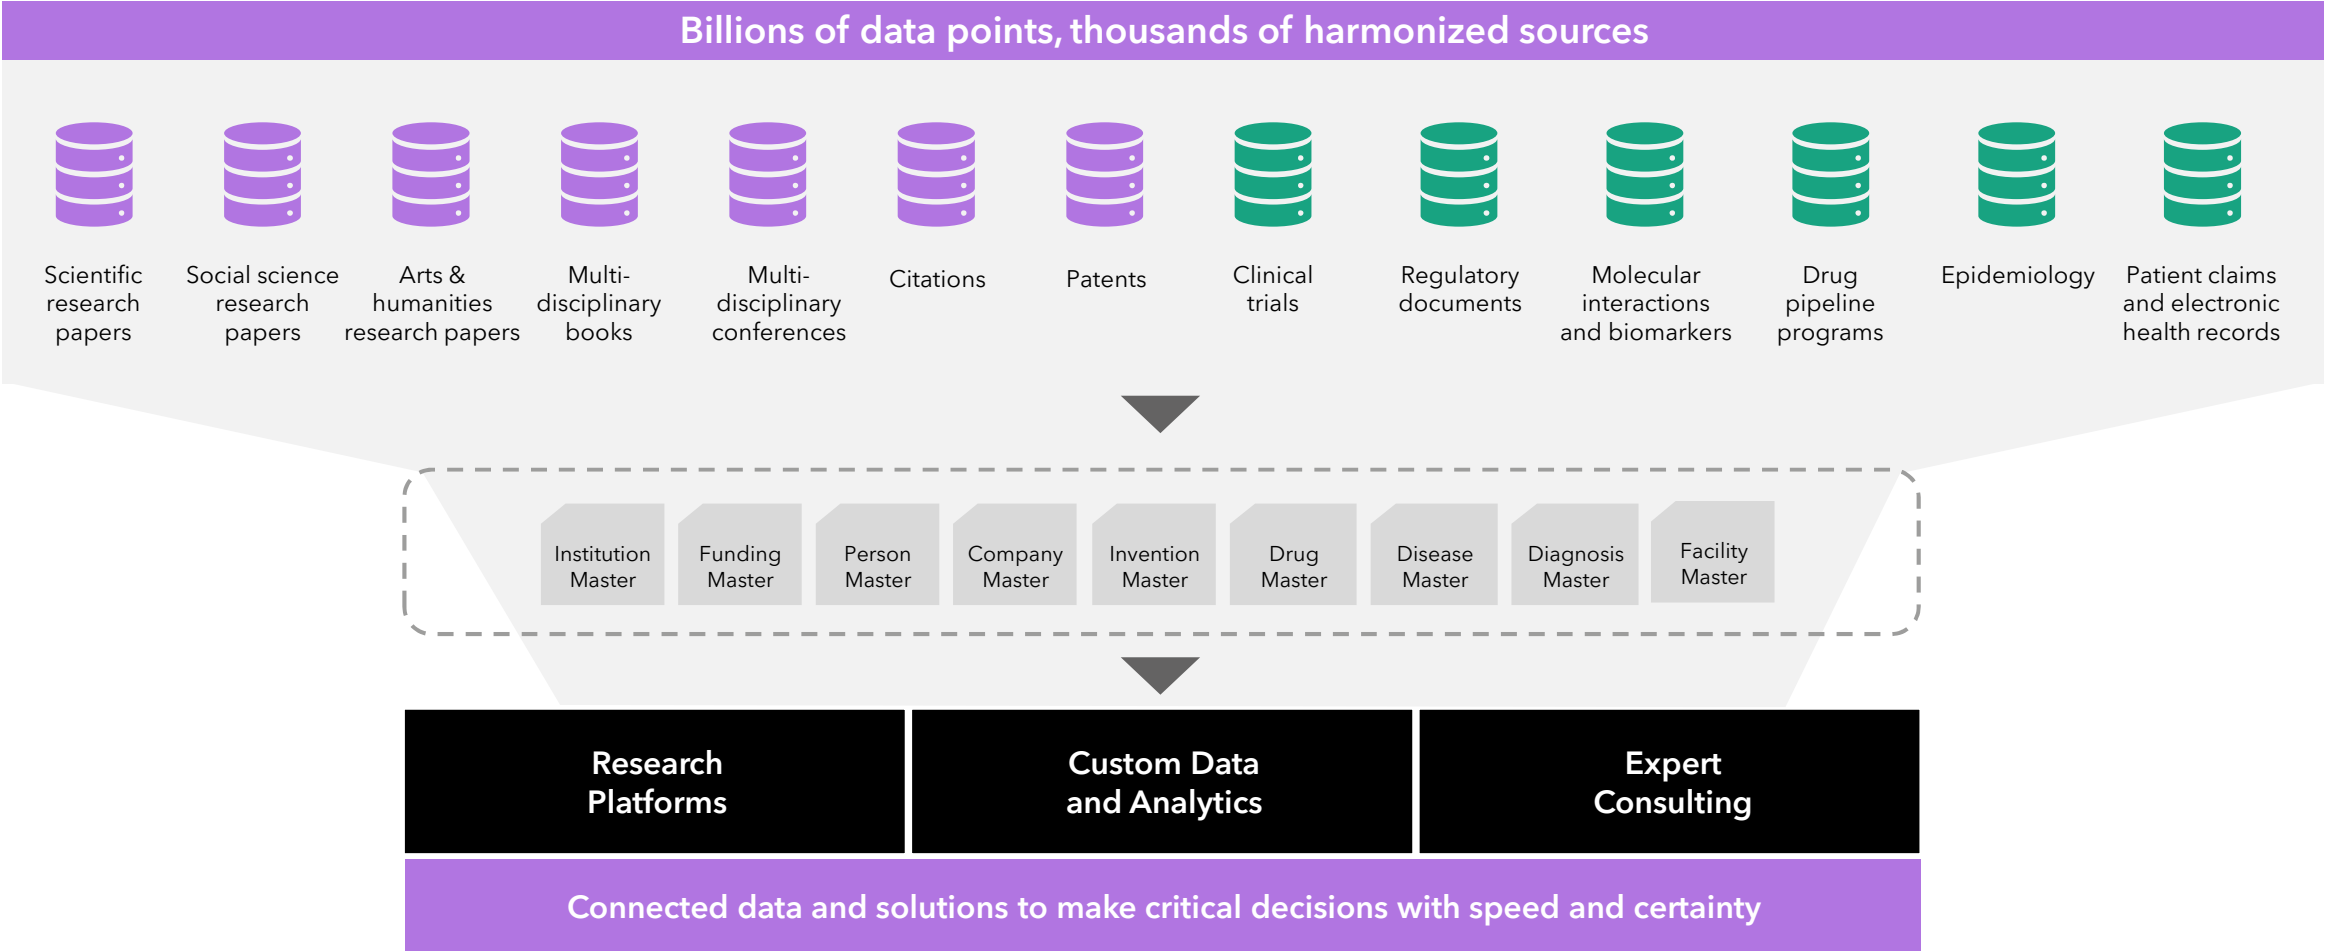 Billions of data points, thousands of harmonized sources
Scientific
research
papers
Social science
research
papers
Arts &
humanities
research papers
Multi-
disciplinary
books
Multi-
disciplinary
conferences
Citations
Patents
Clinical
trials
Regulatory
documents
Molecular
interactions
and biomarkers
Drug
pipeline
programs
Epidemiology
Patient claims
and electronic
health records
Institution
Master
Funding
Master
Person
Master
Company
Master
Invention
Master
Drug
Master
Disease
Master
Diagnosis
Master
Facility
Master
Research
Platforms
Custom Data
and Analytics
Expert
Consulting
Connected data and solutions to make critical decisions with speed and certainty